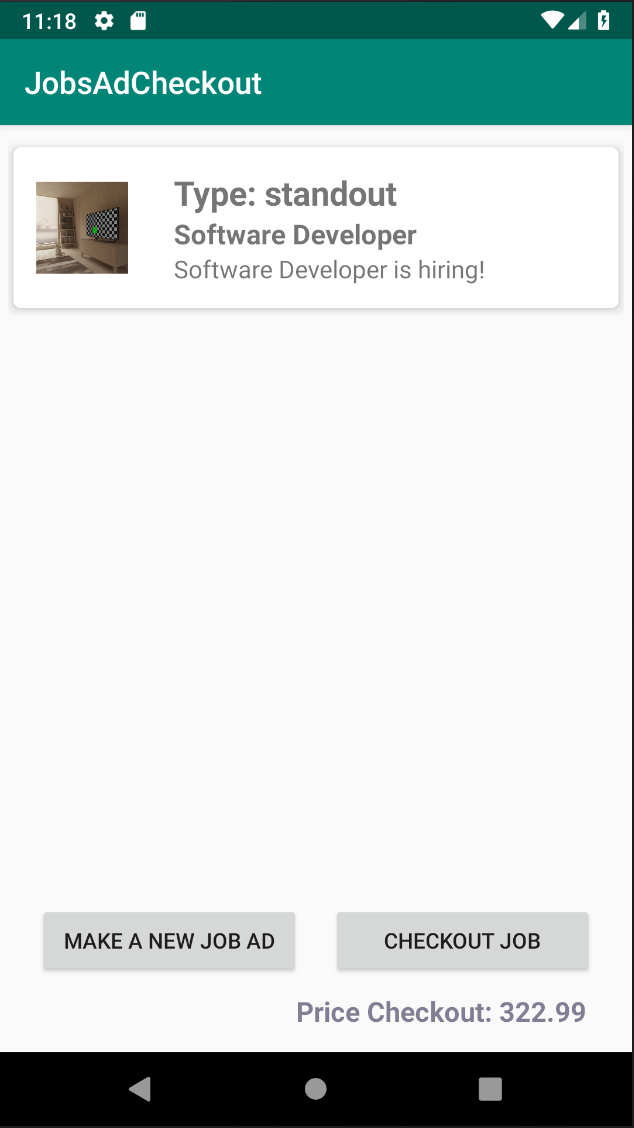 11:18
JobsAdCheckout
Type: standout
Software Developer
Software Developer is hiring!
MAKE A NEW JOB AD
CHECKOUT JOB
Price Checkout: 322.99